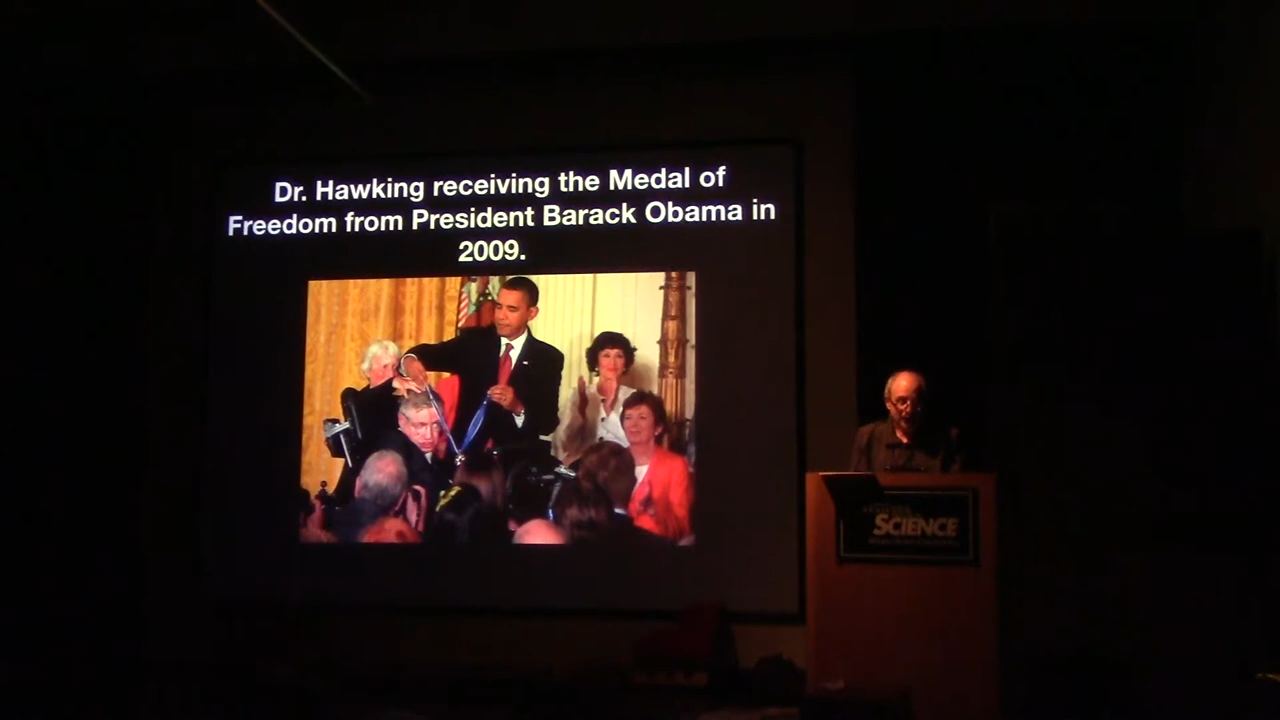 Dr. Hawking receiving the Medal of
Freedom from President Barack Obama in
2009.
SCIENCE